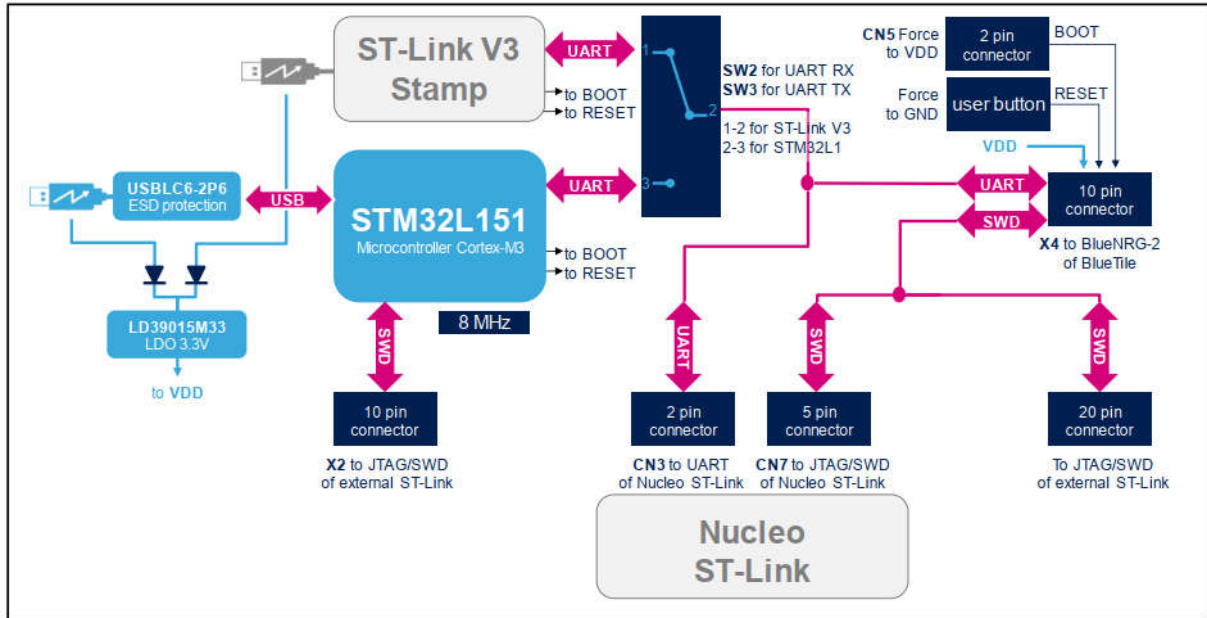 ST-Link V3
Stamp
UART
to BOOT
to RESET
1
2
3
SW2 for UART RX
SW3 for UART TX
1-2 for ST-Link V3
2-3 for STM32L1
CN5 Force
to VDD
2 pin
connector
BOOT
Force
to GND
user button
RESET
VDD
USBLC6-2P6
ESD protection
USB
STM32L151
Microcontroller Cortex-M3
UART
to BOOT
to RESET
8 MHz
UART
SWD
10 pin
connector
X4 to BlueNRG-2
of BlueTile
LD39015M33
LDO 3.3V
to VDD
SWD
UART
SWD
SWD
10 pin
connector
X2 to JTAG/SWD
of external ST-Link
2 pin
connector
CN3 to UART
of Nucleo ST-Link
5 pin
connector
CN7 to JTAG/SWD
of Nucleo ST-Link
20 pin
connector
To JTAG/SWD
of external ST-Link
Nucleo
ST-Link